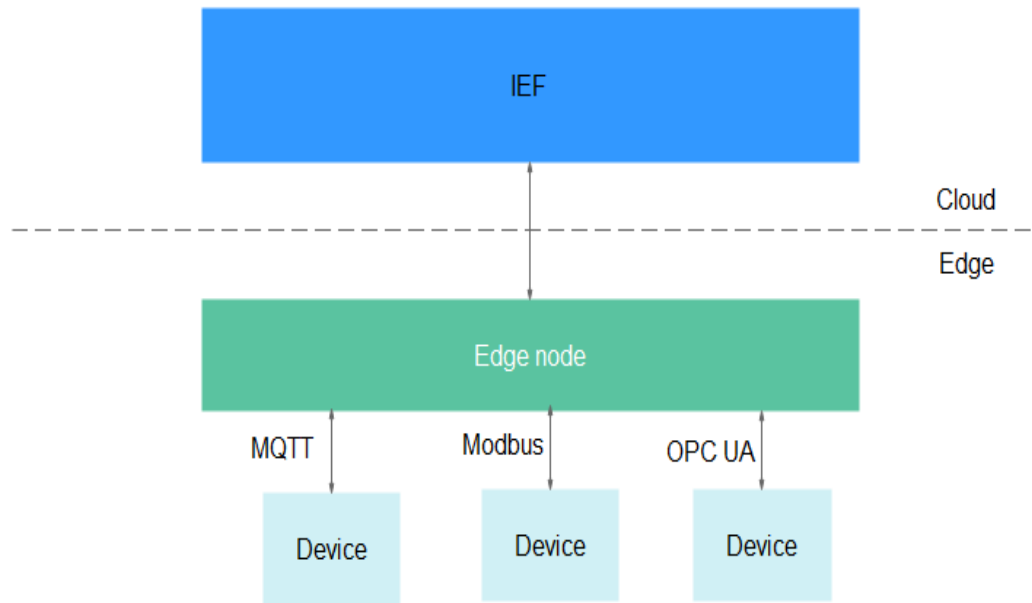 IEF
Cloud
Edge
Edge node
MQTT
Modbus
OPC UA
Device
Device
Device